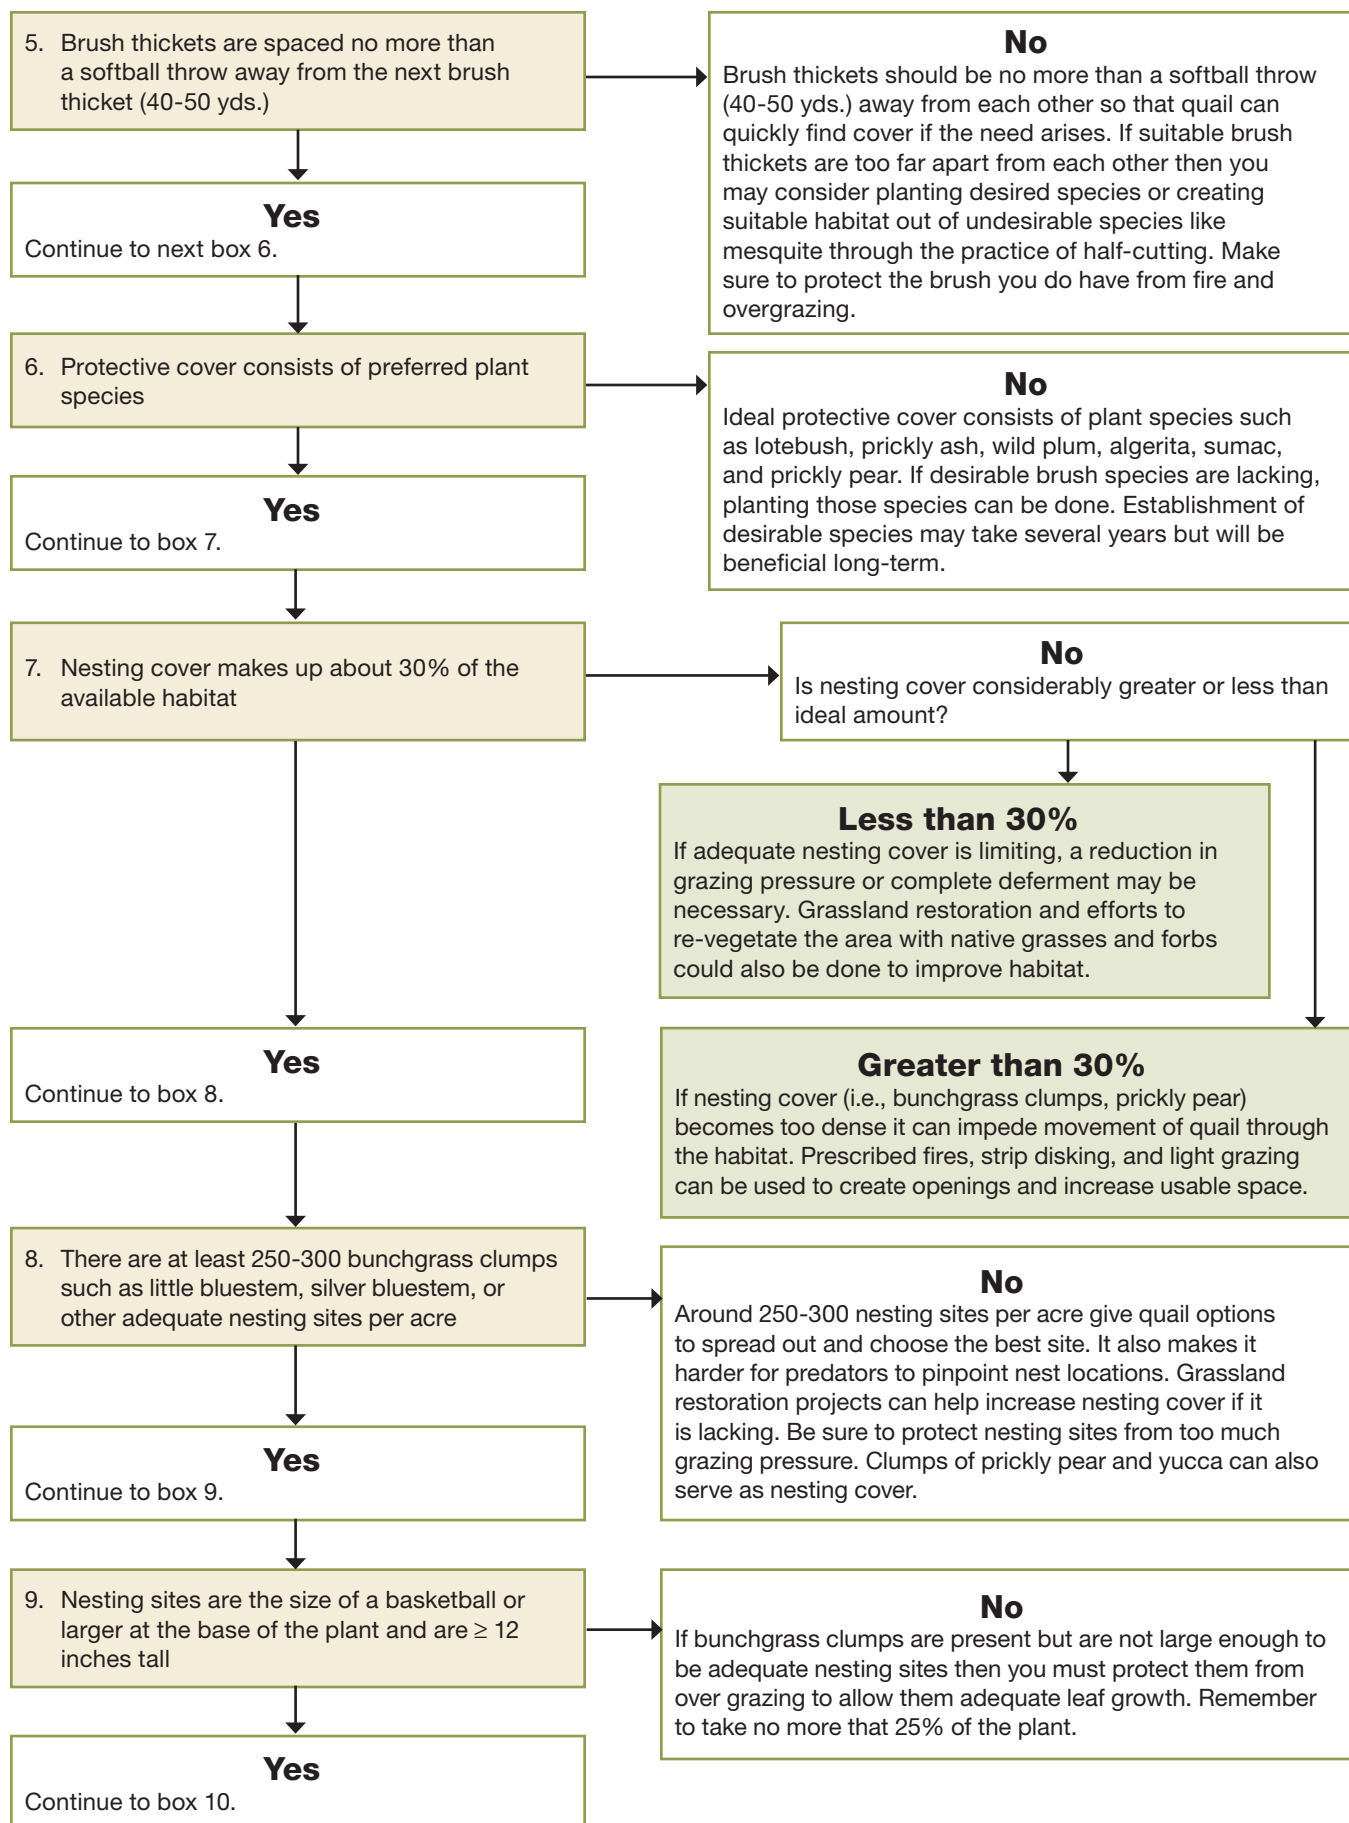 5. Brush thickets are spaced no more than
a softball throw away from the next brush
thicket (40-50 yds.)
No
Brush thickets should be no more than a softball throw
(40-50 yds.) away from each other so that quail can
quickly find cover if the need arises. If suitable brush
thickets are too far apart from each other then you
may consider planting desired species or creating
suitable habitat out of undesirable species like
mesquite through the practice of half-cutting. Make
sure to protect the brush you do have from fire and
overgrazing.
Yes
Continue to next box 6.
6. Protective cover consists of preferred plant
species
No
Ideal protective cover consists of plant species such
as lotebush, prickly ash, wild plum, algerita, sumac,
and prickly pear. If desirable brush species are lacking,
planting those species can be done. Establishment of
desirable species may take several years but will be
beneficial long-term.
Yes
Continue to box 7.
7. Nesting cover makes up about 30% of the
available habitat
No
Is nesting cover considerably greater or less than
ideal amount?
Less than 30%
If adequate nesting cover is limiting, a reduction in
grazing pressure or complete deferment may be
necessary. Grassland restoration and efforts to
re-vegetate the area with native grasses and forbs
could also be done to improve habitat.
Yes
Continue to box 8.
Greater than 30%
If nesting cover (i.e., bunchgrass clumps, prickly pear)
becomes too dense it can impede movement of quail through
the habitat. Prescribed fires, strip disking, and light grazing
can be used to create openings and increase usable space.
8. There are at least 250-300 bunchgrass clumps
such as little bluestem, silver bluestem, or
other adequate nesting sites per acre
No
Around 250-300 nesting sites per acre give quail options
to spread out and choose the best site. It also makes it
harder for predators to pinpoint nest locations. Grassland
restoration projects can help increase nesting cover if it
is lacking. Be sure to protect nesting sites from too much
grazing pressure. Clumps of prickly pear and yucca can also
serve as nesting cover.
Yes
Continue to box 9.
9. Nesting sites are the size of a basketball or
larger at the base of the plant and are ≥ 12
inches tall
No
If bunchgrass clumps are present but are not large enough to
be adequate nesting sites then you must protect them from
over grazing to allow them adequate leaf growth. Remember
to take no more that 25% of the plant.
Yes
Continue to box 10.